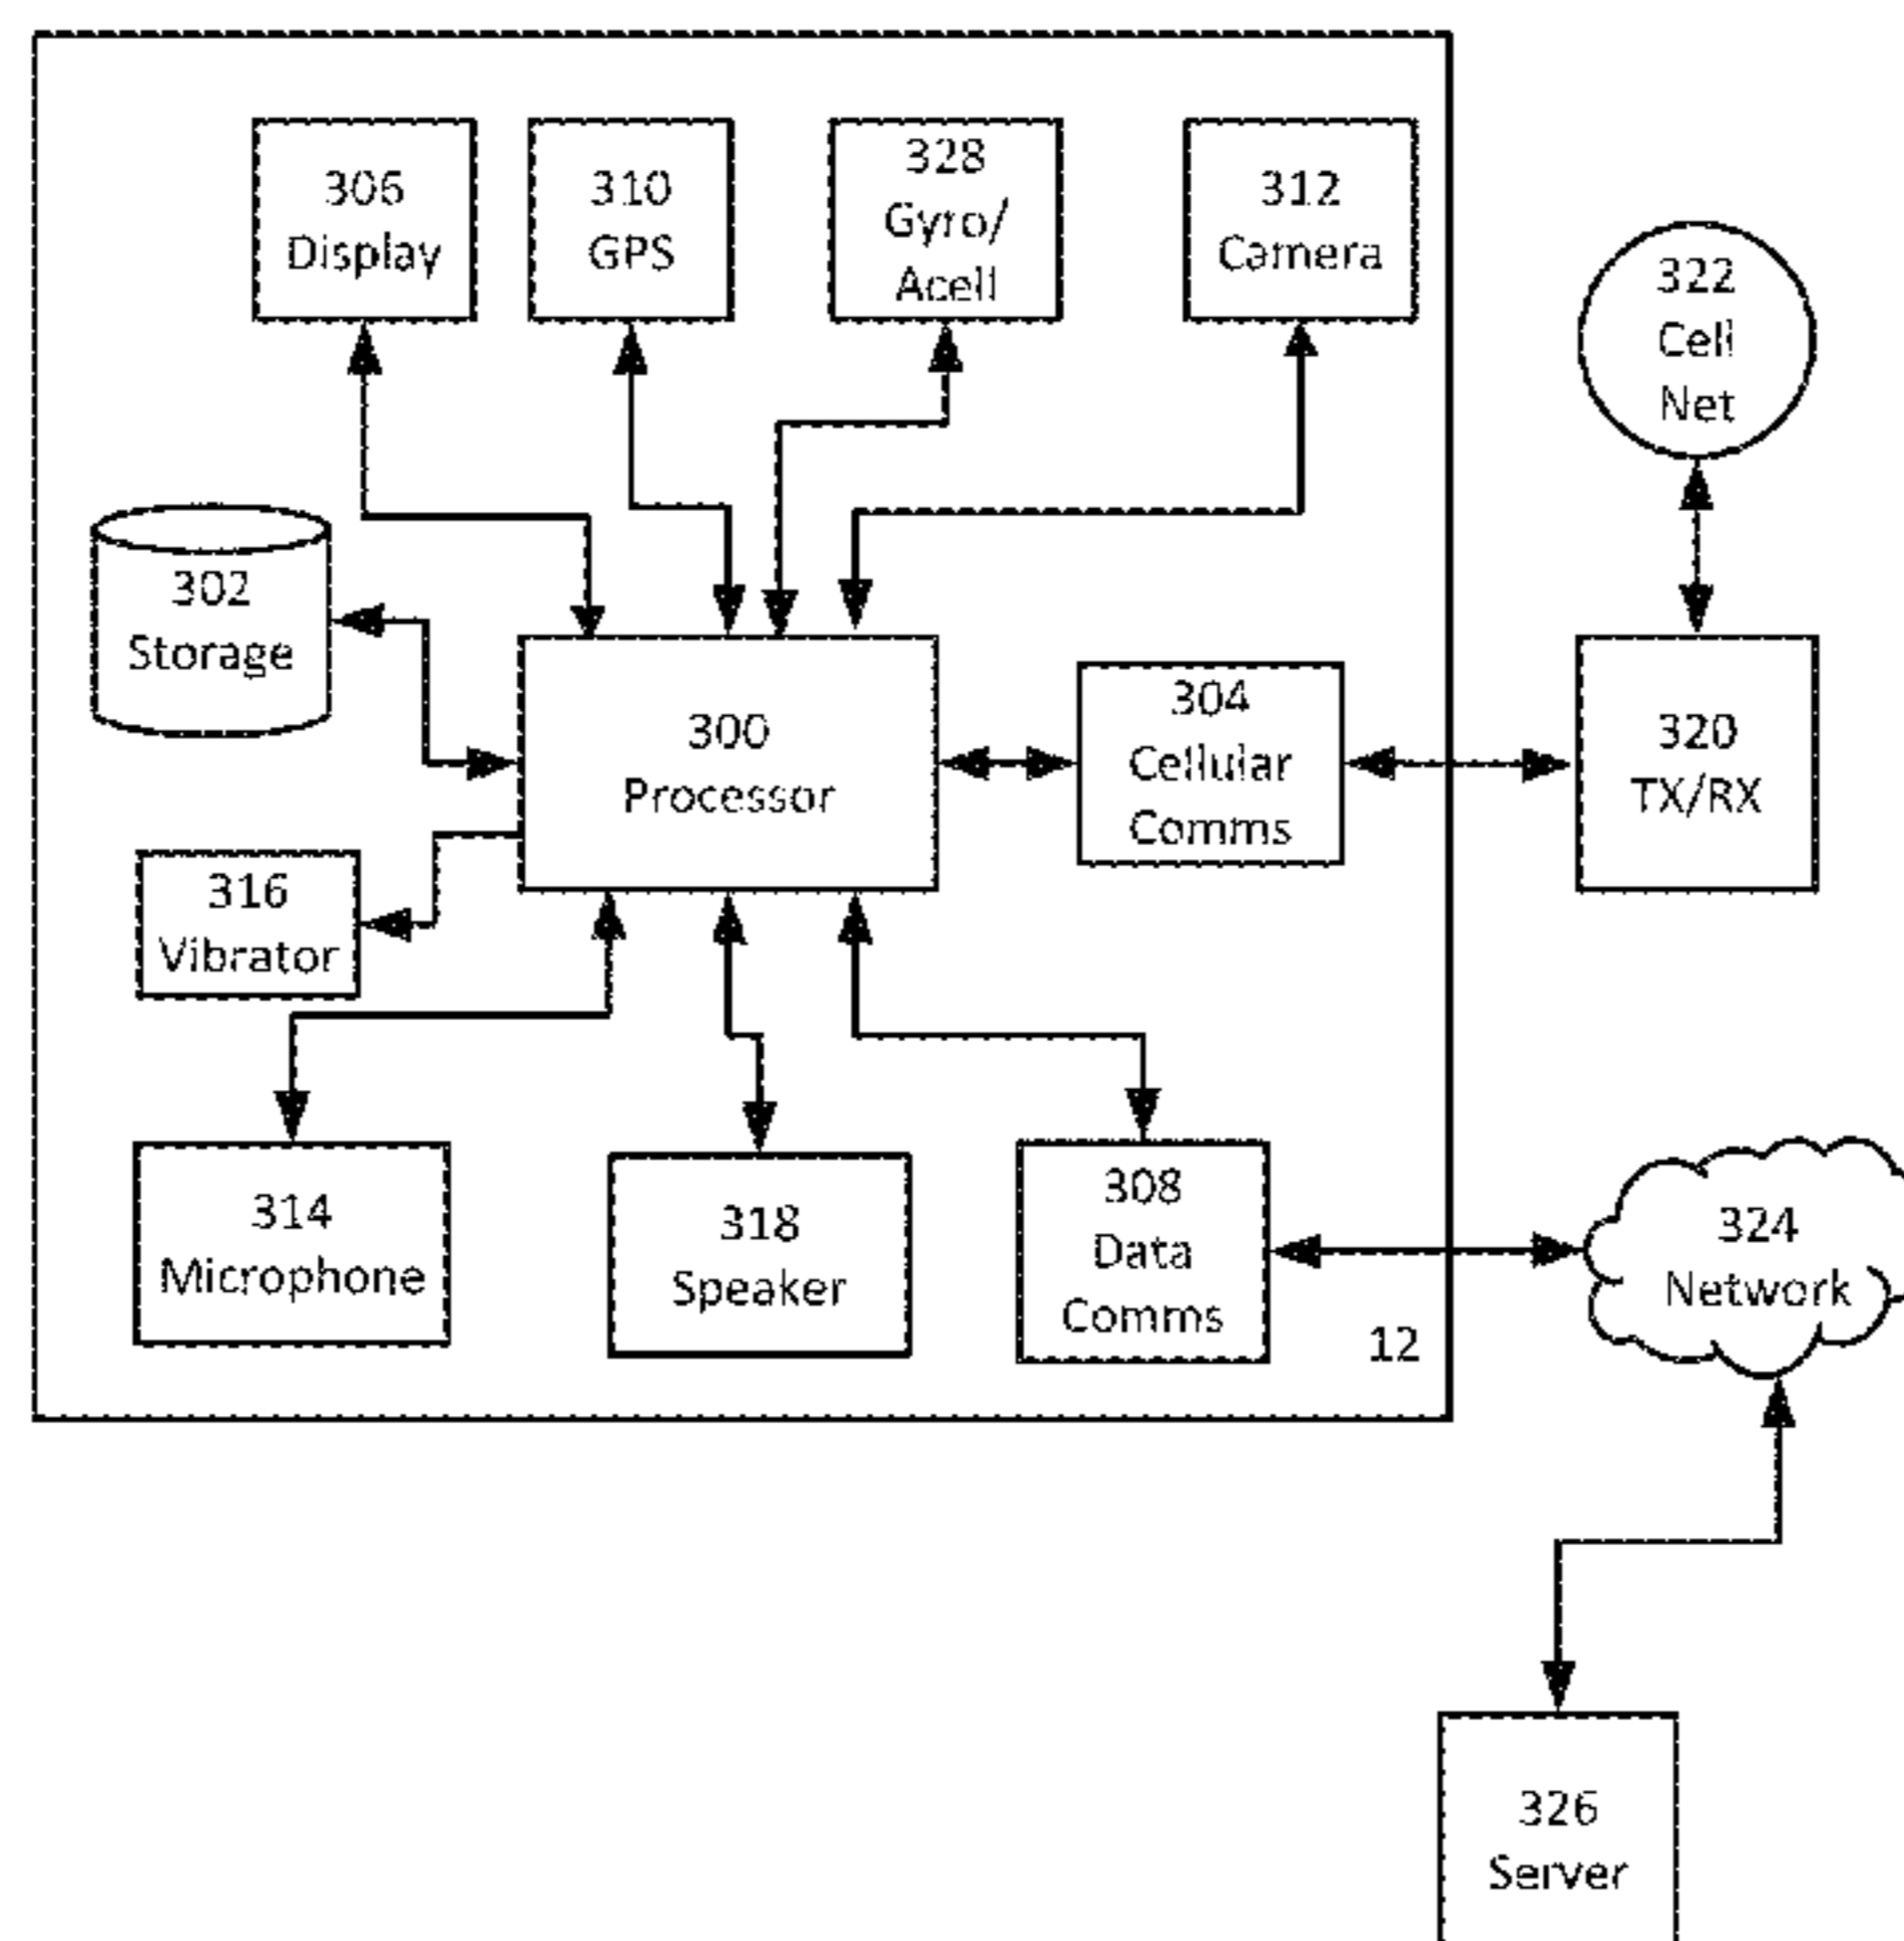 306
Display
310
GPS
328
Gyro/
Acell
312
Camera
322
Cell
Net
302
Storage
300
Processor
304
Cellular
Comms
320
TX/RX
316
Vibrator
314
Microphone
318
Speaker
308
Data
Comms
12
324
Network
326
Server